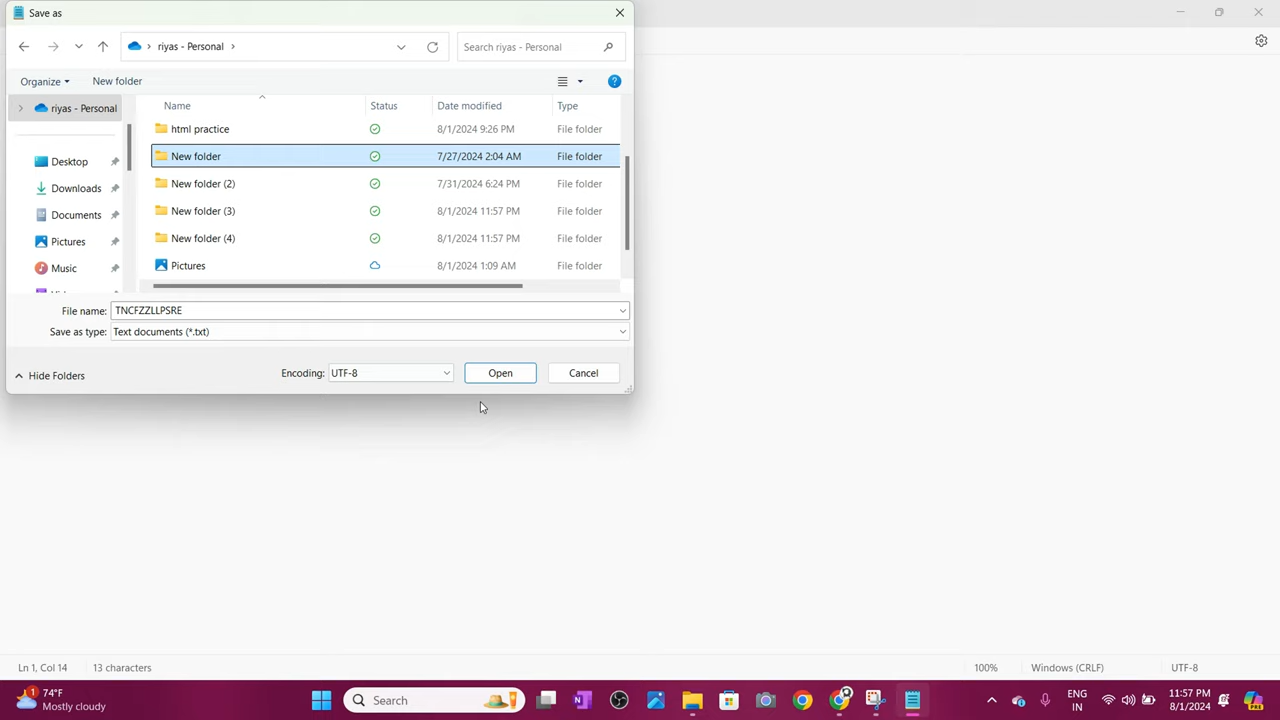 Save as
riyas - Personal
Search riyas - Personal
Organize
New folder
riyas - Personal
Desktop
Downloads
Documents
Pictures
Music
Name Status Date modified Type
html practice 8/1/2024 9:26 PM File folder
New folder 7/27/2024 2:04 AM File folder
New folder (2) 7/31/2024 6:24 PM File folder
New folder (3) 8/1/2024 11:57 PM File folder
New folder (4) 8/1/2024 11:57 PM File folder
Pictures 8/1/2024 1:09 AM File folder
File name: TNCFZZLLPSRE
Save as type: Text documents (*.txt)
Hide Folders
Encoding: UTF-8
Open
Cancel
Ln 1, Col 14 13 characters 100% Windows (CRLF) UTF-8
1
74°F
Mostly cloudy
Search
ENG
IN
11:57 PM
8/1/2024